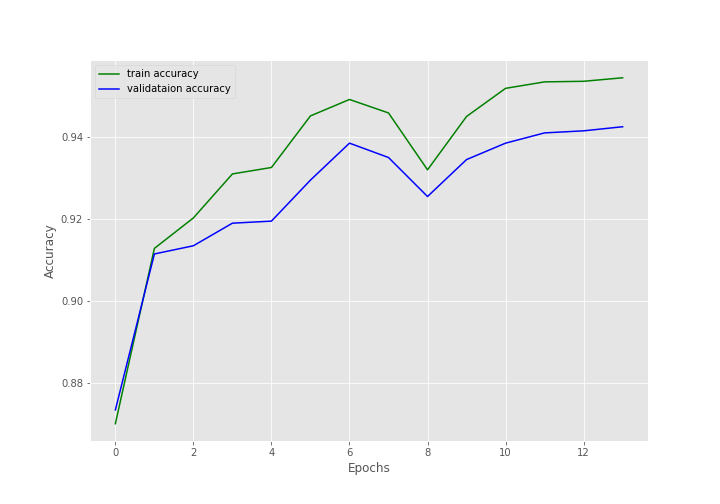 train accuracy
validataion accuracy
0.94
0.92
0.90
0.88
Accuracy
0 2 4 6 8 10 12
Epochs